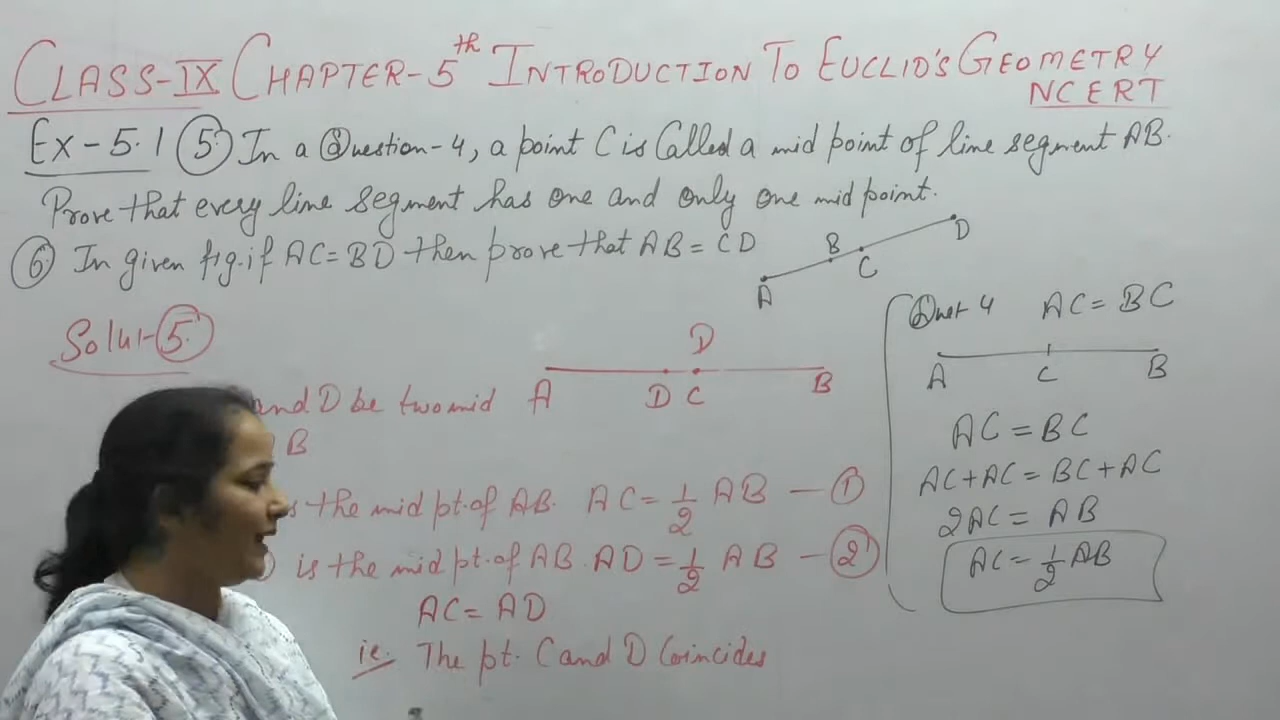 CLASS-IX CHAPTER-5th INTRODUCTION TO EUCLID'S GEOMETRY
NCERT
Ex-5.1 (5) In a Question-4, a point C is Called a mid point of line segment AB.
Prove that every line segment has one and only one mid point.
(6) In given fig. if AC=BD then prove that AB=CD
A B C D
Solut-(5)
D
A D C B
and D be two mid
B
the mid pt. of AB. AC=1/2 AB -(1)
is the mid pt. of AB. AD=1/2 AB -(2)
AC=AD
ie. The pt. C and D Coincides
Quest 4 AC=BC
A C B
AC=BC
AC+AC=BC+AC
2AC=AB
AC=1/2 AB